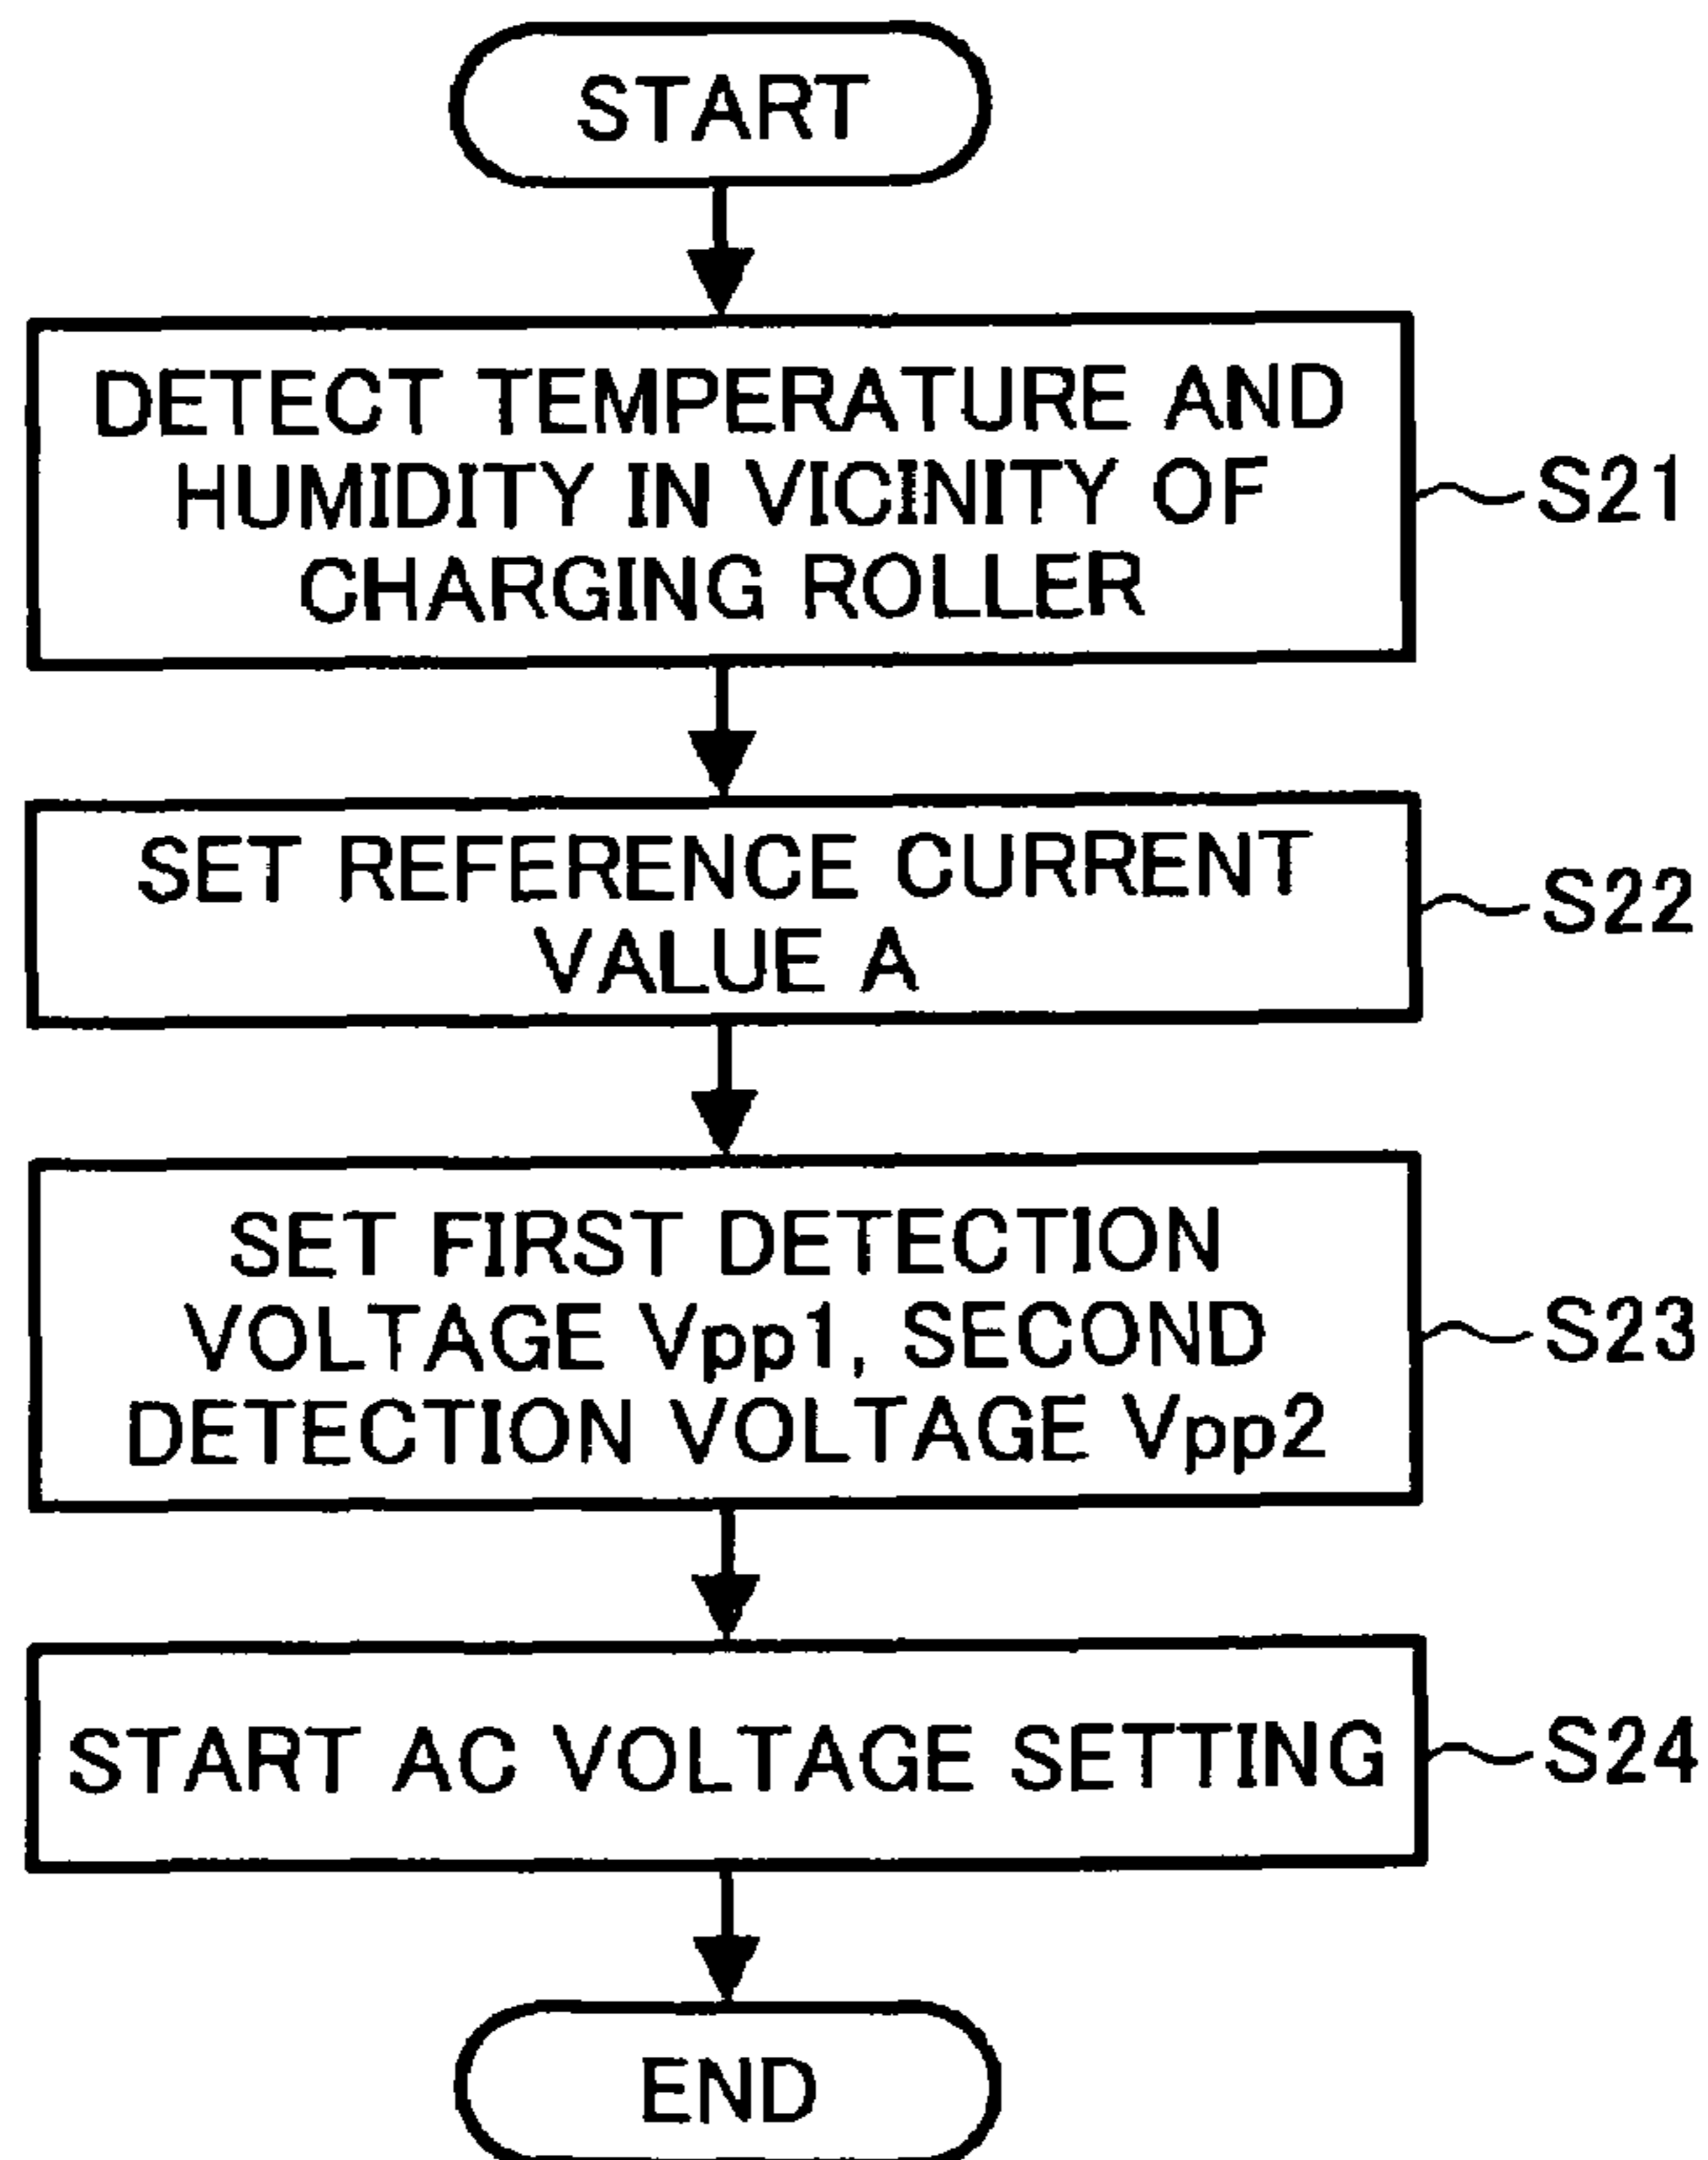 START
DETECT TEMPERATURE AND
HUMIDITY IN VICINITY OF
CHARGING ROLLER
S21
SET REFERENCE CURRENT
VALUE A
S22
SET FIRST DETECTION
VOLTAGE Vpp1, SECOND
DETECTION VOLTAGE Vpp2
S23
START AC VOLTAGE SETTING
S24
END